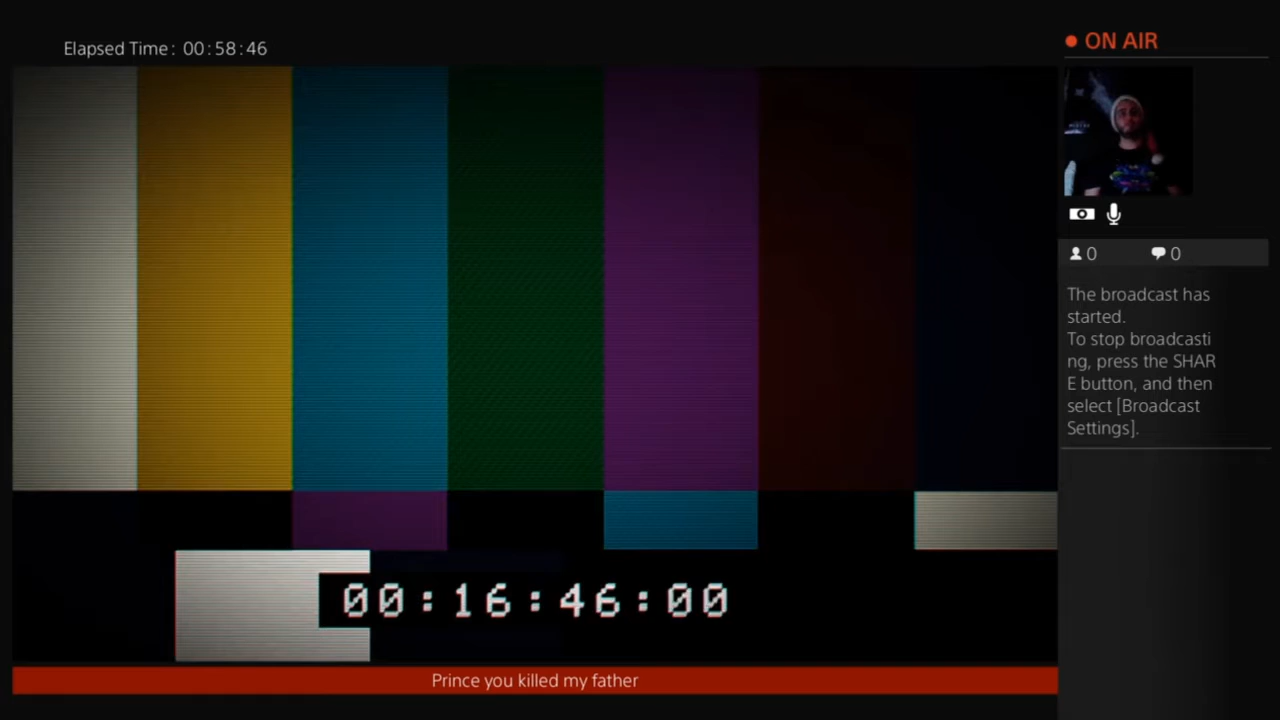 Elapsed Time: 00:58:46
ON AIR
0
0
The broadcast has
started.
To stop broadcasti
ng, press the SHAR
E button, and then
select [Broadcast
Settings].
00:16:46:00
Prince you killed my father